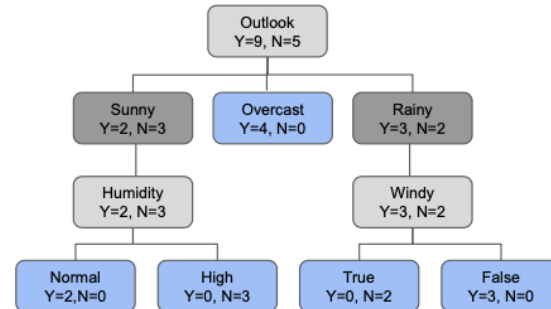 Outlook
Y=9, N=5
Sunny
Y=2, N=3
Overcast
Y=4, N=0
Rainy
Y=3, N=2
Humidity
Y=2, N=3
Windy
Y=3, N=2
Normal
Y=2,N=0
High
Y=0, N=3
True
Y=0, N=2
False
Y=3, N=0